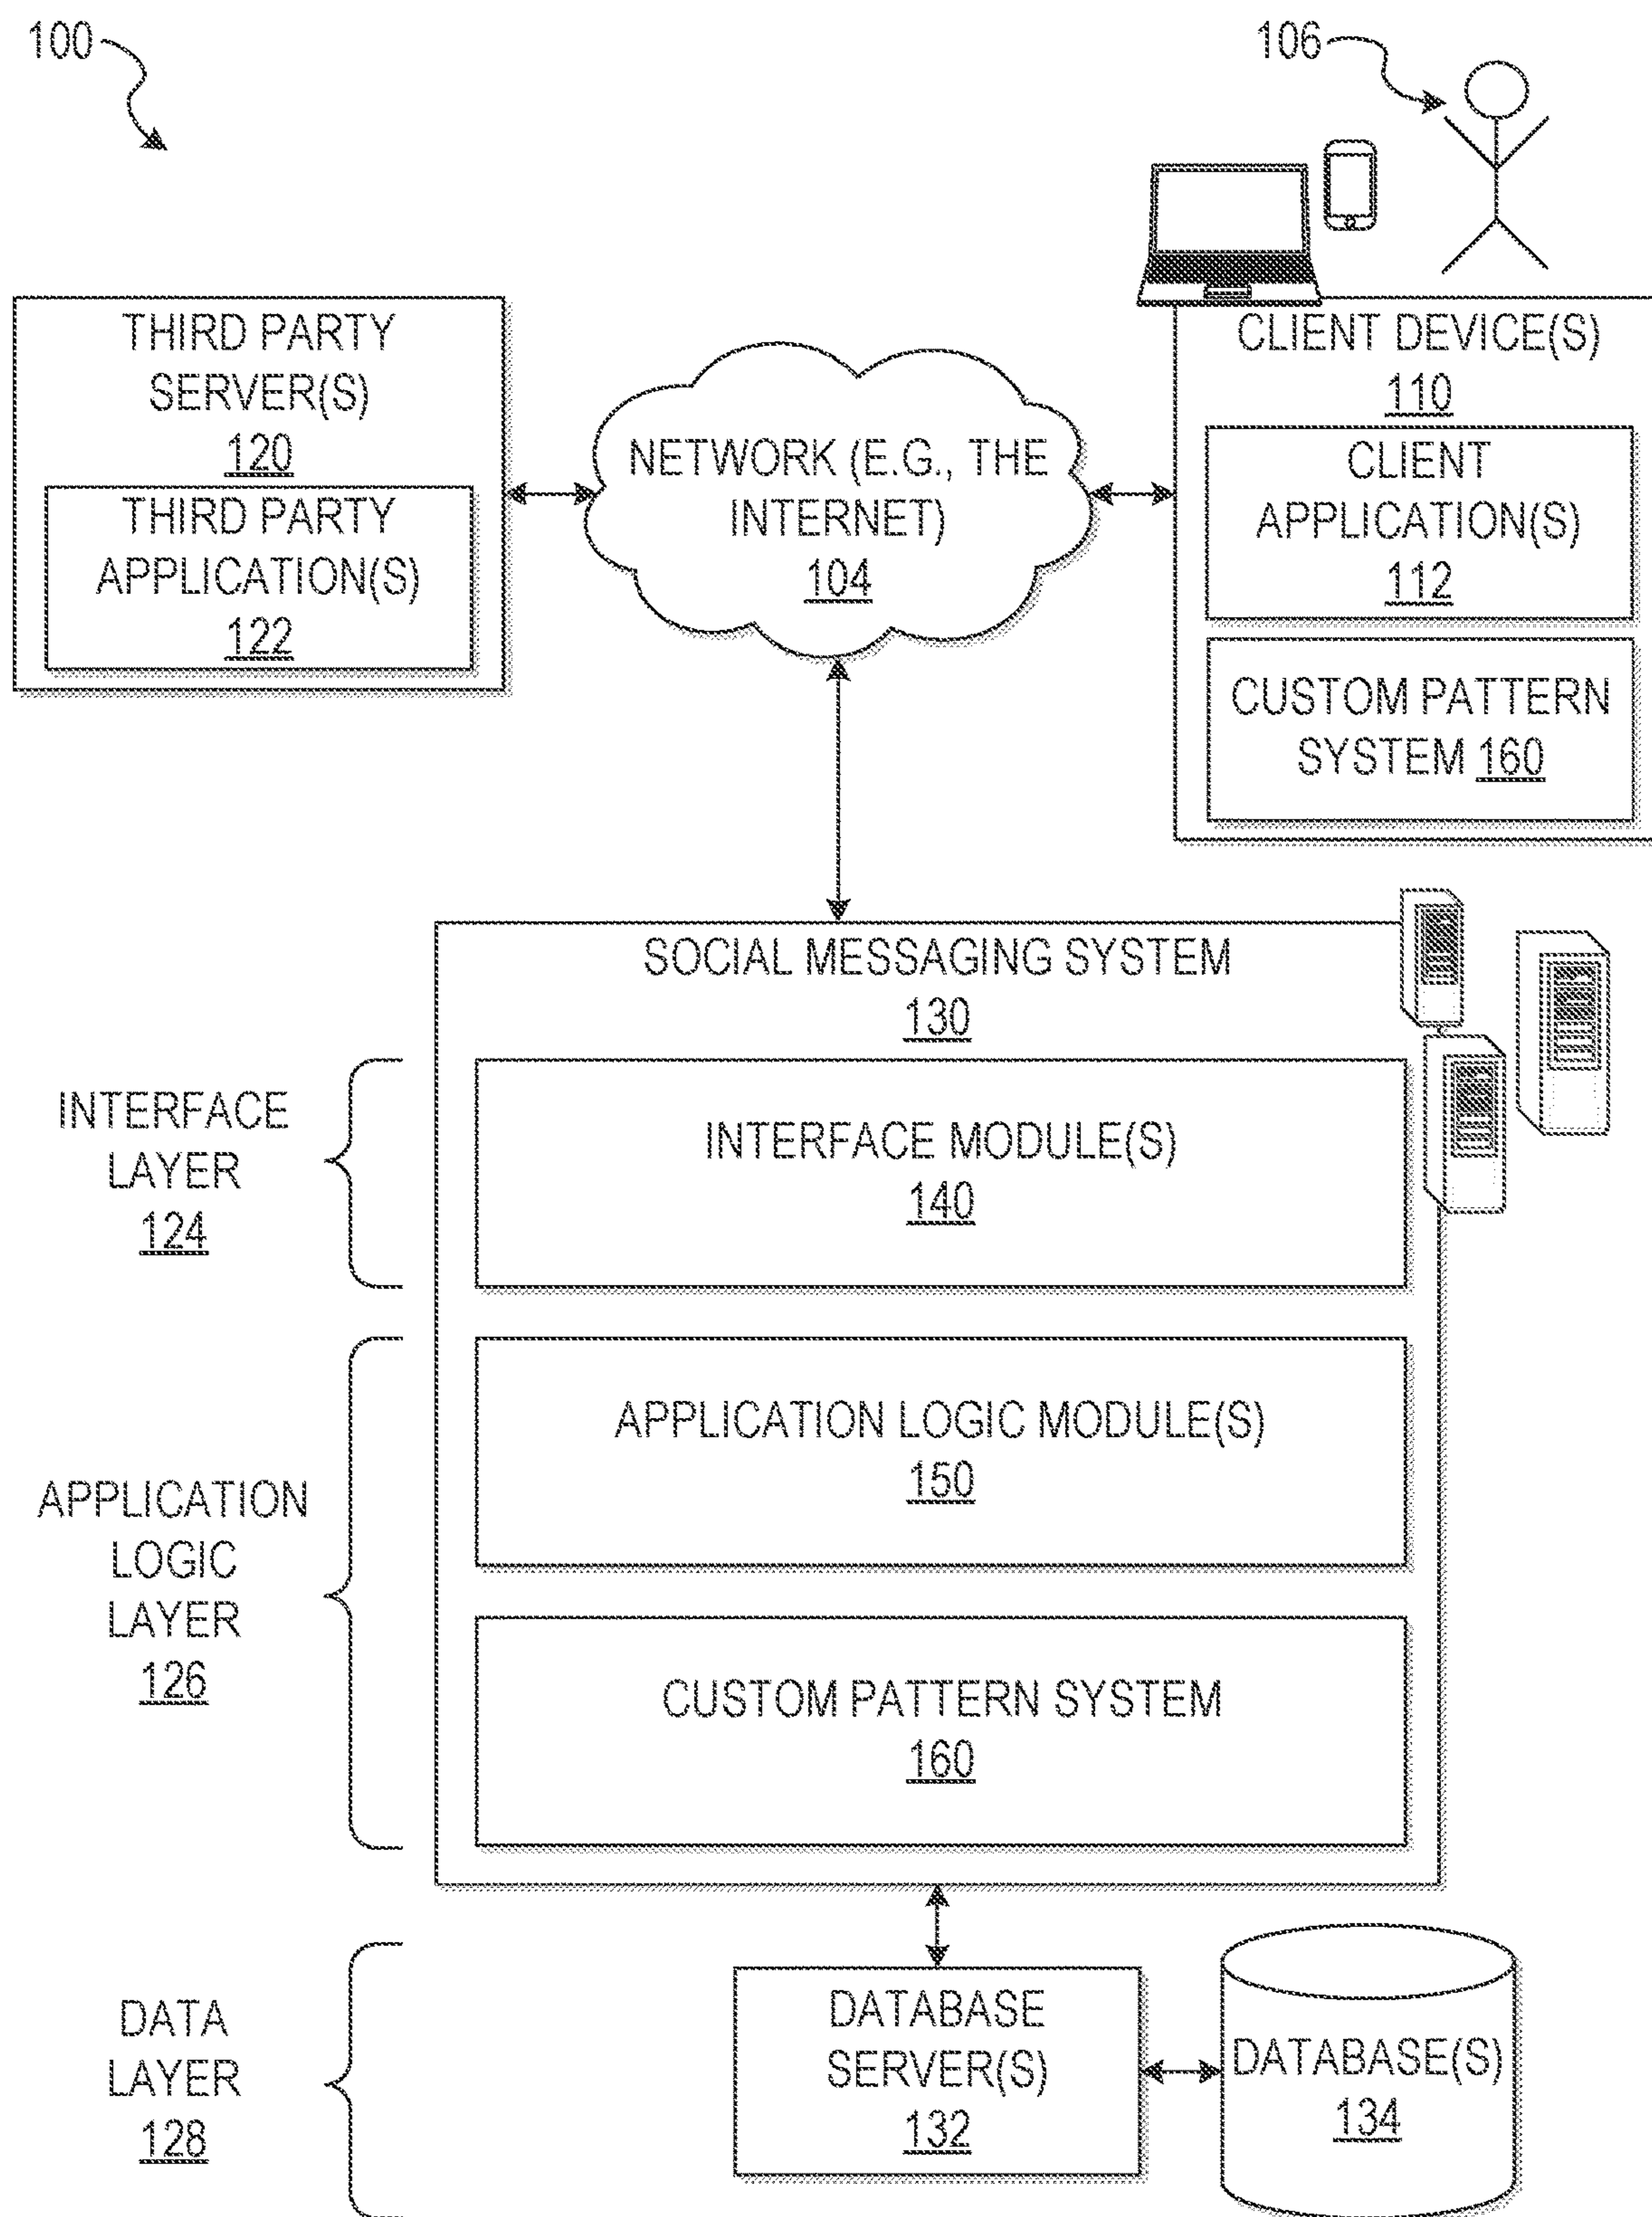 100
106
THIRD PARTY
SERVER(S)
120
THIRD PARTY
APPLICATION(S)
122
NETWORK (E.G., THE
INTERNET)
104
CLIENT DEVICE(S)
110
CLIENT
APPLICATION(S)
112
CUSTOM PATTERN
SYSTEM 160
SOCIAL MESSAGING SYSTEM
130
INTERFACE
LAYER
124
INTERFACE MODULE(S)
140
APPLICATION
LOGIC
LAYER
126
APPLICATION LOGIC MODULE(S)
150
CUSTOM PATTERN SYSTEM
160
DATA
LAYER
128
DATABASE
SERVER(S)
132
DATABASE(S)
134